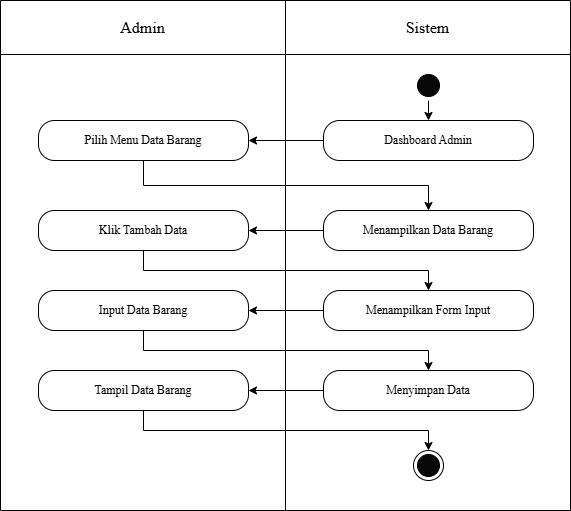 Admin
Sistem
Dashboard Admin
Pilih Menu Data Barang
Menampilkan Data Barang
Klik Tambah Data
Menampilkan Form Input
Input Data Barang
Menyimpan Data
Tampil Data Barang